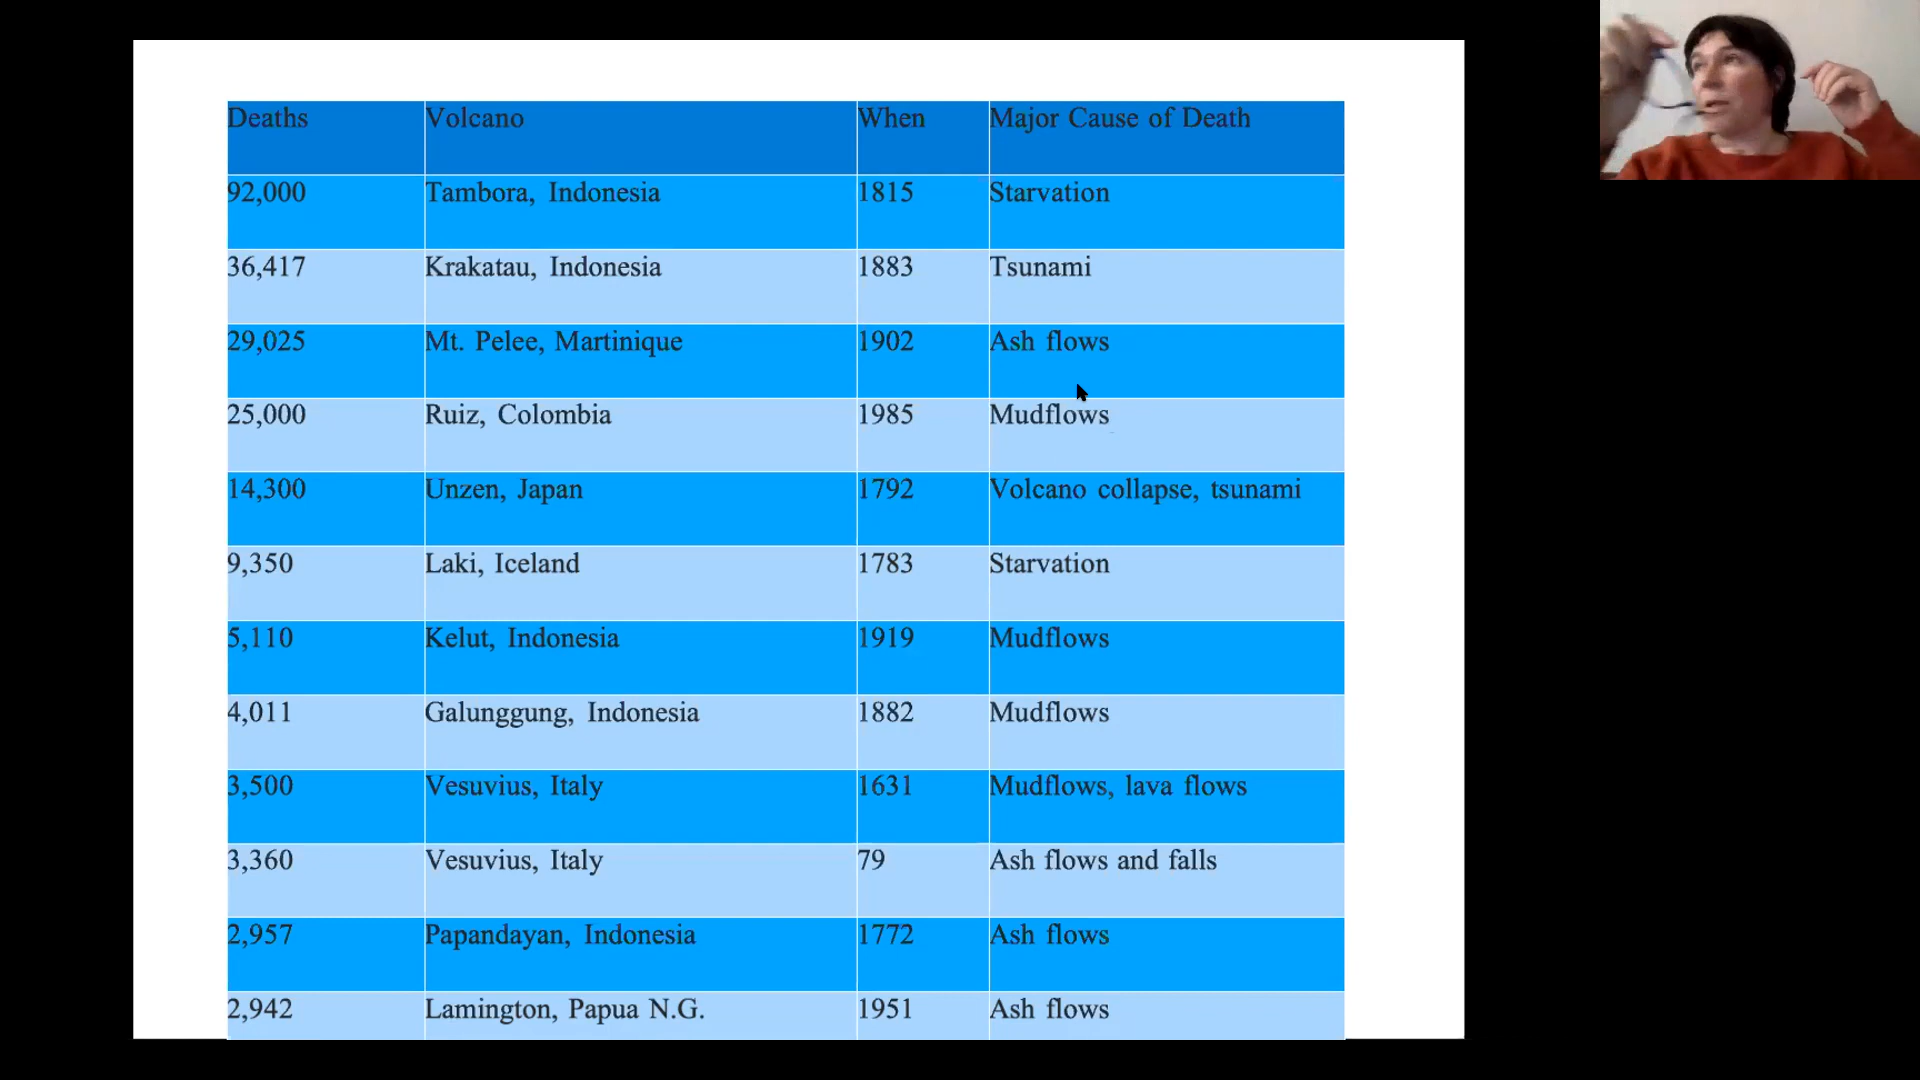 Deaths Volcano When Major Cause of Death
92,000 Tambora, Indonesia 1815 Starvation
36,417 Krakatau, Indonesia 1883 Tsunami
29,025 Mt. Pelee, Martinique 1902 Ash flows
25,000 Ruiz, Colombia 1985 Mudflows
14,300 Unzen, Japan 1792 Volcano collapse, tsunami
9,350 Laki, Iceland 1783 Starvation
5,110 Kelut, Indonesia 1919 Mudflows
4,011 Galunggung, Indonesia 1882 Mudflows
3,500 Vesuvius, Italy 1631 Mudflows, lava flows
3,360 Vesuvius, Italy 79 Ash flows and falls
2,957 Papandayan, Indonesia 1772 Ash flows
2,942 Lamington, Papua N.G. 1951 Ash flows